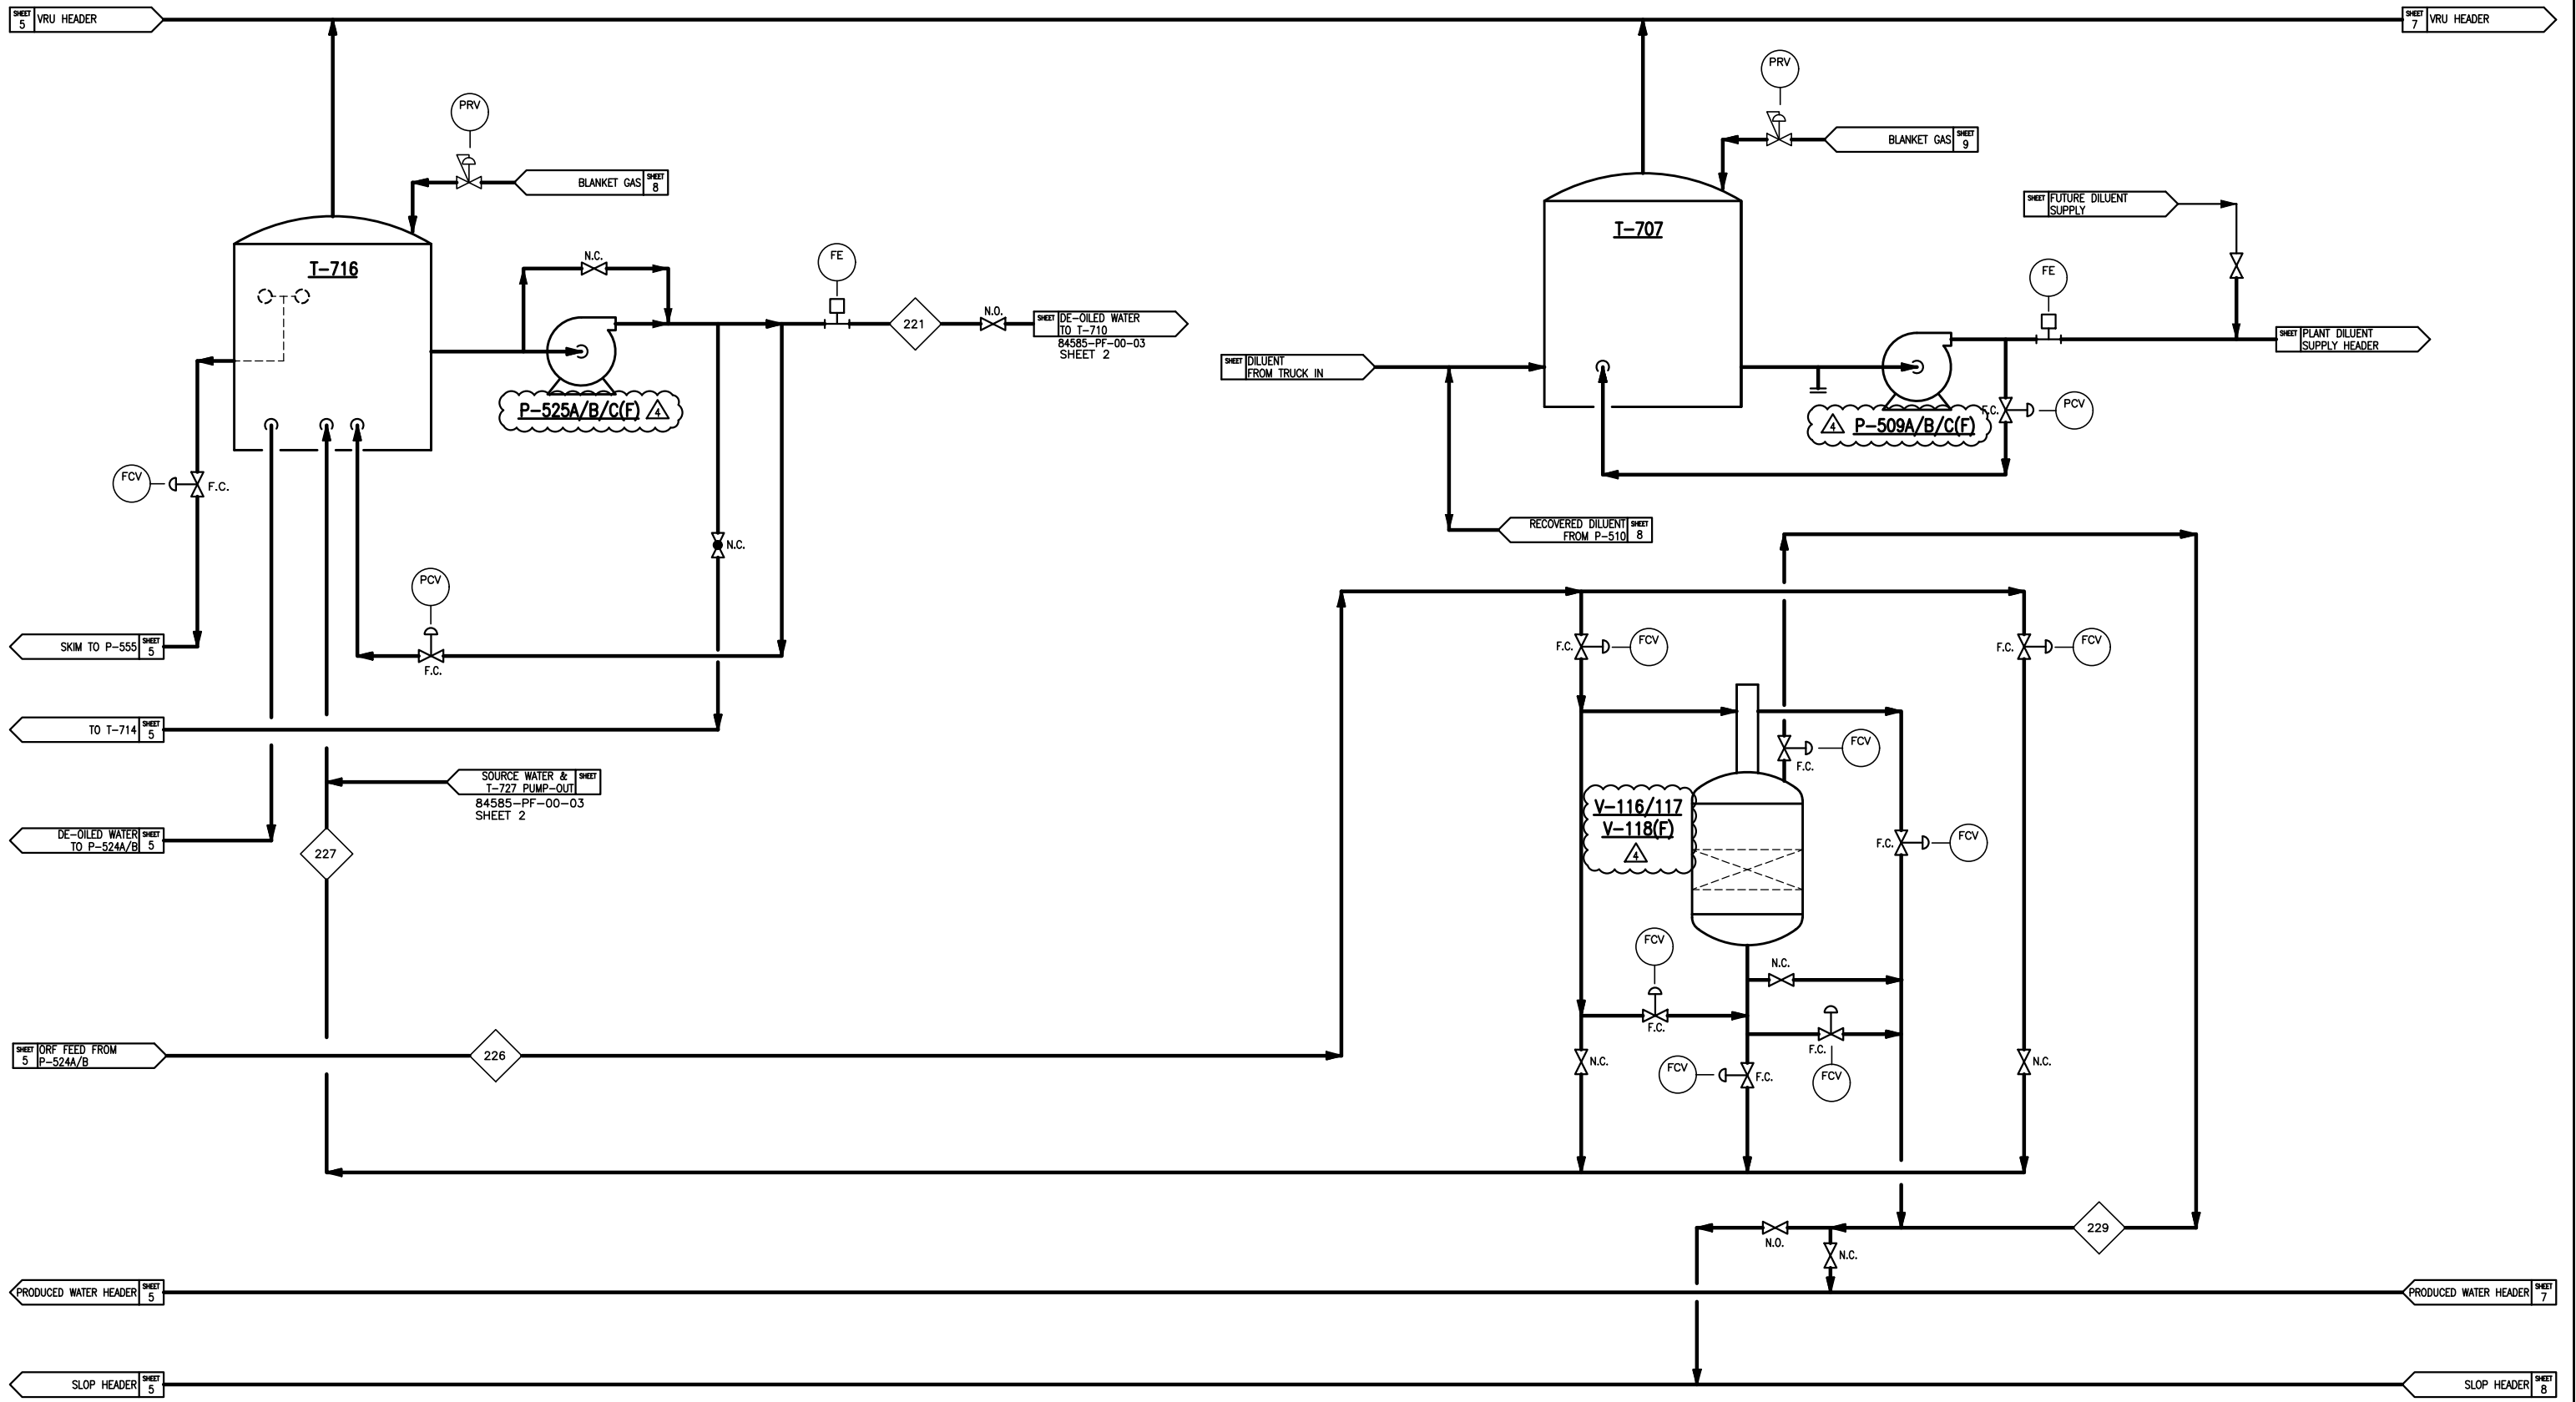 SHEET
5
VRU HEADER
SHEET
7
VRU HEADER
PRV
BLANKET GAS
SHEET
8
T-716
N.C.
FE
221
N.O.
SHEET
DE-OILED WATER
TO T-710
84585-PF-00-03
SHEET 2
P-525A/B/C(F)
4
FCV
F.C.
N.C.
PCV
F.C.
SKIM TO P-555
SHEET
5
TO T-714
SHEET
5
SOURCE WATER &
T-727 PUMP-OUT
SHEET
84585-PF-00-03
SHEET 2
DE-OILED WATER
TO P-524A/B
SHEET
5
227
SHEET
5
ORF FEED FROM
P-524A/B
226
PRV
BLANKET GAS
SHEET
9
T-707
SHEET
FUTURE DILUENT
SUPPLY
FE
SHEET
PLANT DILUENT
SUPPLY HEADER
SHEET
DILUENT
FROM TRUCK IN
4
P-509A/B/C(F)
F.C.
PCV
RECOVERED DILUENT
FROM P-510
SHEET
8
F.C.
FCV
F.C.
FCV
FCV
F.C.
V-116/117
V-118(F)
4
F.C.
FCV
FCV
F.C.
N.C.
F.C.
FCV
N.C.
FCV
F.C.
N.C.
229
N.O.
N.C.
PRODUCED WATER HEADER
SHEET
5
PRODUCED WATER HEADER
SHEET
7
SLOP HEADER
SHEET
5
SLOP HEADER
SHEET
8